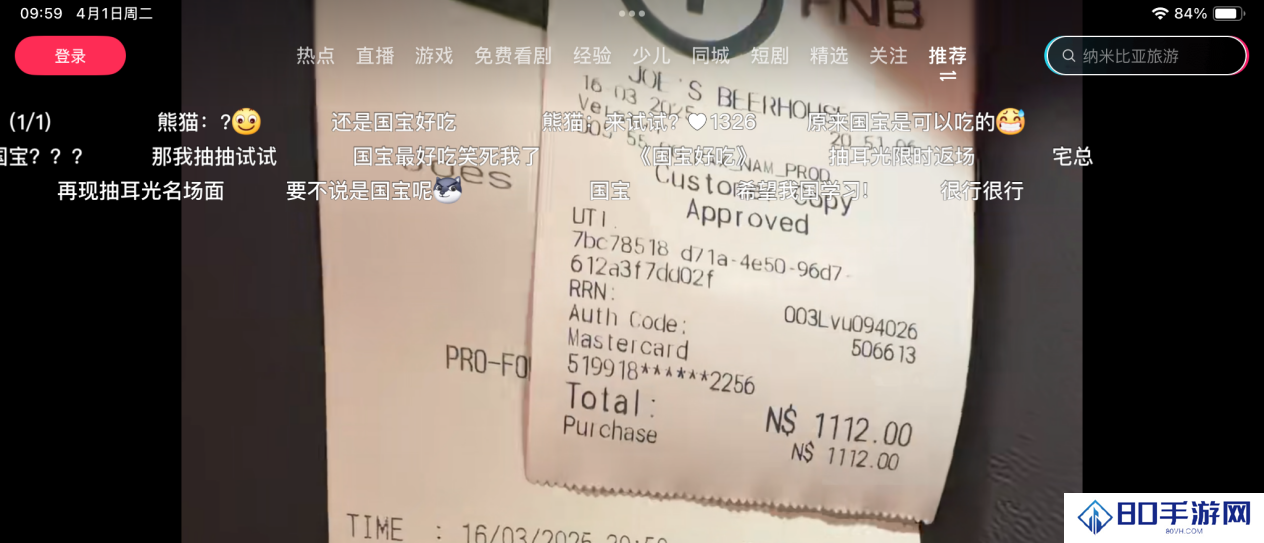 09:59 4月1日周二
84%
登录
热点 直播 游戏 免费看剧 经验 少儿 同城 短剧 精选 关注 推荐
纳米比亚旅游
FNB
JOE'S BEERHOUSE
16 03 2025
(1/1) 熊猫：? 还是国宝好吃 熊猫：来试试? 1326 原来国宝是可以吃的
国宝？？？ 那我抽抽试试 国宝最好吃笑死我了 《国宝好吃》 抽耳光限时返场 宅总
NAM_PROD
再现抽耳光名场面 要不说是国宝呢 国宝 希望我国学习！ 很行很行
Customer Copy
Approved
UTI:
7bc78518 d71a-4e50-96d7-
612a3f7dd02f
RRN: 003Lvu094026
Auth Code: 506613
Mastercard
519918******2256
PRO-FO
Total: N$ 1112.00
Purchase N$ 1112.00
TIME : 16/03/2025
80手游网
80YH.COM